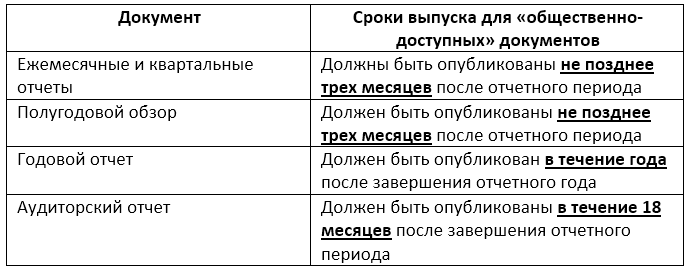 Документ
Сроки выпуска для «общественно-
доступных» документов
Ежемесячные и квартальные
отчеты
Должны быть опубликованы не позднее
трех месяцев после отчетного периода
Полугодовой обзор
Должен быть опубликованы не позднее
трех месяцев после отчетного периода
Годовой отчет
Должен быть опубликован в течение года
после завершения отчетного года
Аудиторский отчет
Должен быть опубликованы в течение 18
месяцев после завершения отчетного
периода